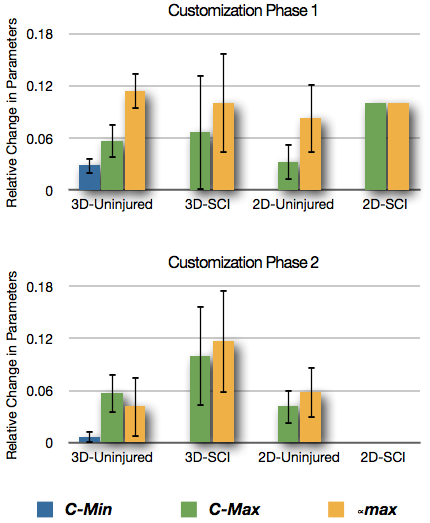 Customization Phase 1
Relative Change in Parameters
0.18
0.12
0.06
0
3D-Uninjured 3D-SCI 2D-Uninjured 2D-SCI
Customization Phase 2
Relative Change in Parameters
0.18
0.12
0.06
0
3D-Uninjured 3D-SCI 2D-Uninjured 2D-SCI
C-Min C-Max ∝max